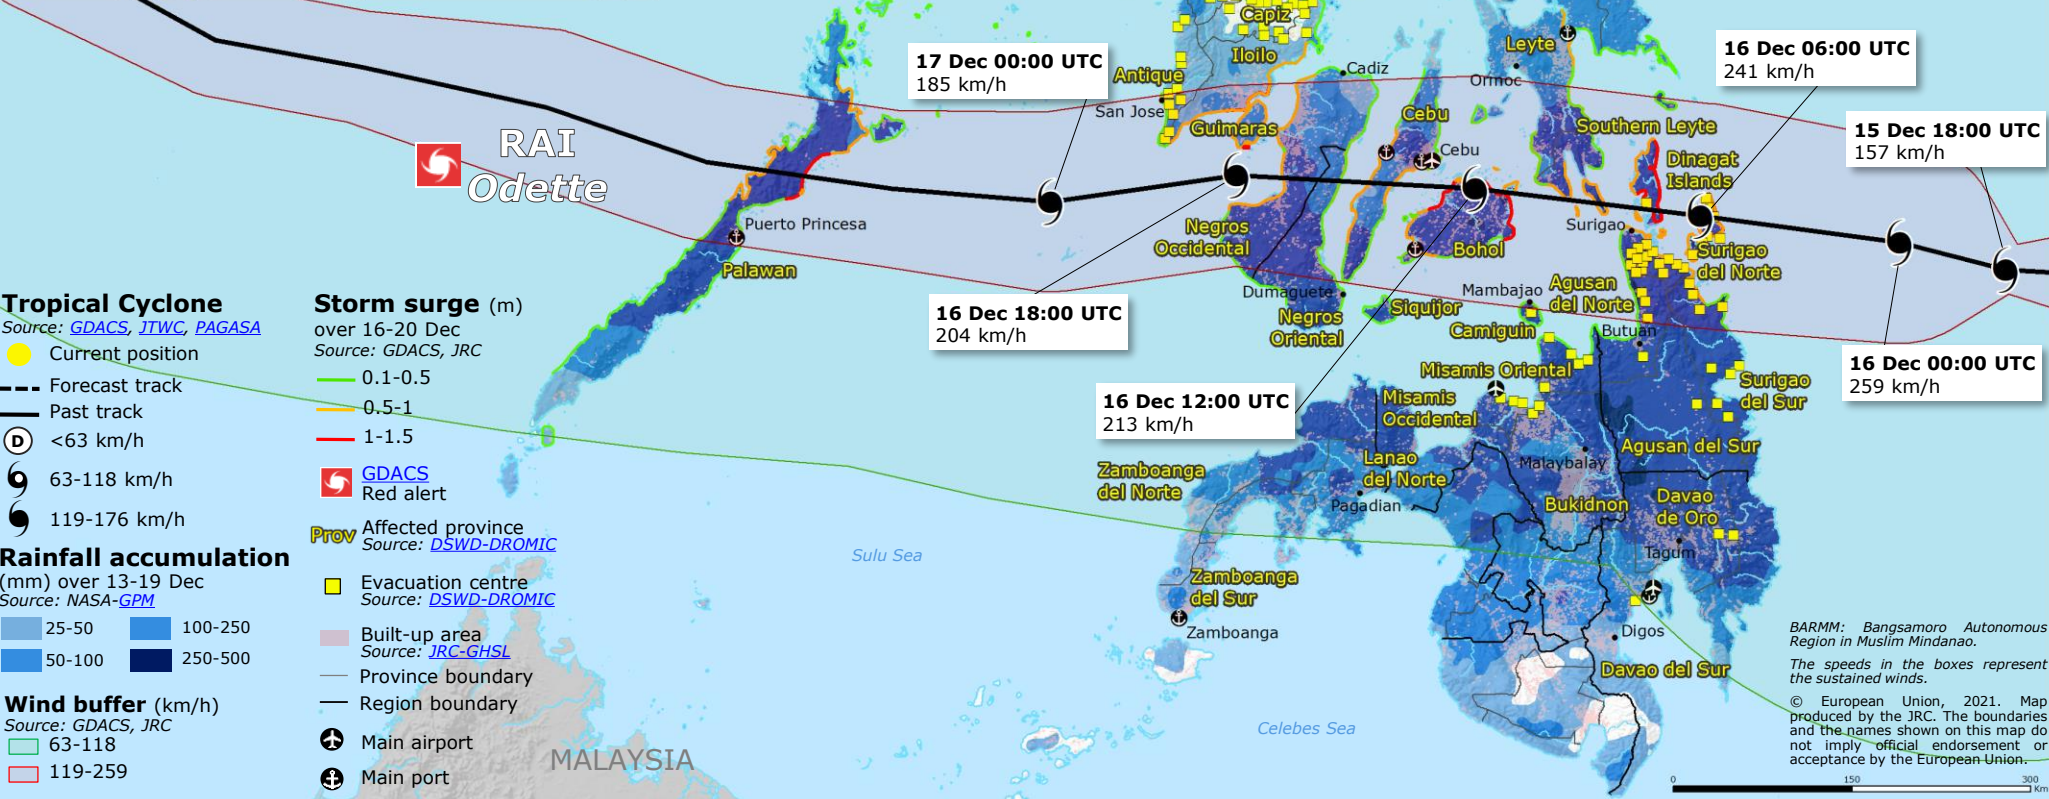 Capiz
Leyte
Iloilo
Antique
Cadiz
Ormoc
San Jose
Guimaras
Cebu
Cebu
Southern Leyte
Dinagat
Islands
17 Dec 00:00 UTC
185 km/h
16 Dec 06:00 UTC
241 km/h
15 Dec 18:00 UTC
157 km/h
RAI
Odette
Puerto Princesa
Palawan
Negros
Occidental
Bohol
Surigao
Surigao
del Norte
Dumaguete
Siquijor
Mambajao
Agusan
del Norte
Negros
Oriental
Camiguin
Butuan
16 Dec 18:00 UTC
204 km/h
16 Dec 00:00 UTC
259 km/h
16 Dec 12:00 UTC
213 km/h
Misamis Oriental
Misamis
Occidental
Surigao
del Sur
Agusan del Sur
Lanao
del Norte
Malaybalay
Zamboanga
del Norte
Pagadian
Bukidnon
Davao
de Oro
Tagum
Sulu Sea
Zamboanga
del Sur
Zamboanga
Digos
Davao del Sur
Celebes Sea
MALAYSIA
Tropical Cyclone
Source: GDACS, JTWC, PAGASA
Current position
Forecast track
Past track
D <63 km/h
63-118 km/h
119-176 km/h
Rainfall accumulation
(mm) over 13-19 Dec
Source: NASA-GPM
25-50
100-250
50-100
250-500
Wind buffer (km/h)
Source: GDACS, JRC
63-118
119-259
Storm surge (m)
over 16-20 Dec
Source: GDACS, JRC
0.1-0.5
0.5-1
1-1.5
GDACS
Red alert
Prov Affected province
Source: DSWD-DROMIC
Evacuation centre
Source: DSWD-DROMIC
Built-up area
Source: JRC-GHSL
Province boundary
Region boundary
Main airport
Main port
BARMM: Bangsamoro Autonomous
Region in Muslim Mindanao.
The speeds in the boxes represent
the sustained winds.
© European Union, 2021. Map
produced by the JRC. The boundaries
and the names shown on this map do
not imply official endorsement or
acceptance by the European Union.
0 150 300
Km